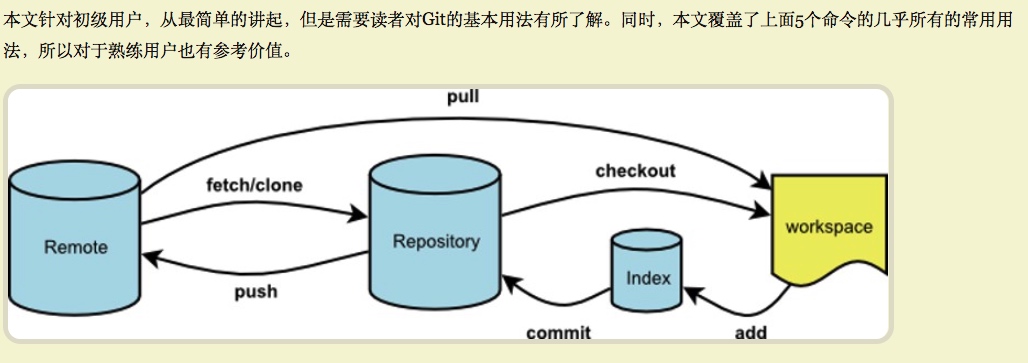 本文针对初级用户，从最简单的讲起，但是需要读者对Git的基本用法有所了解。同时，本文覆盖了上面5个命令的几乎所有的常用用
法，所以对于熟练用户也有参考价值。
pull
fetch/clone
checkout
Remote
Repository
workspace
Index
push
commit
add